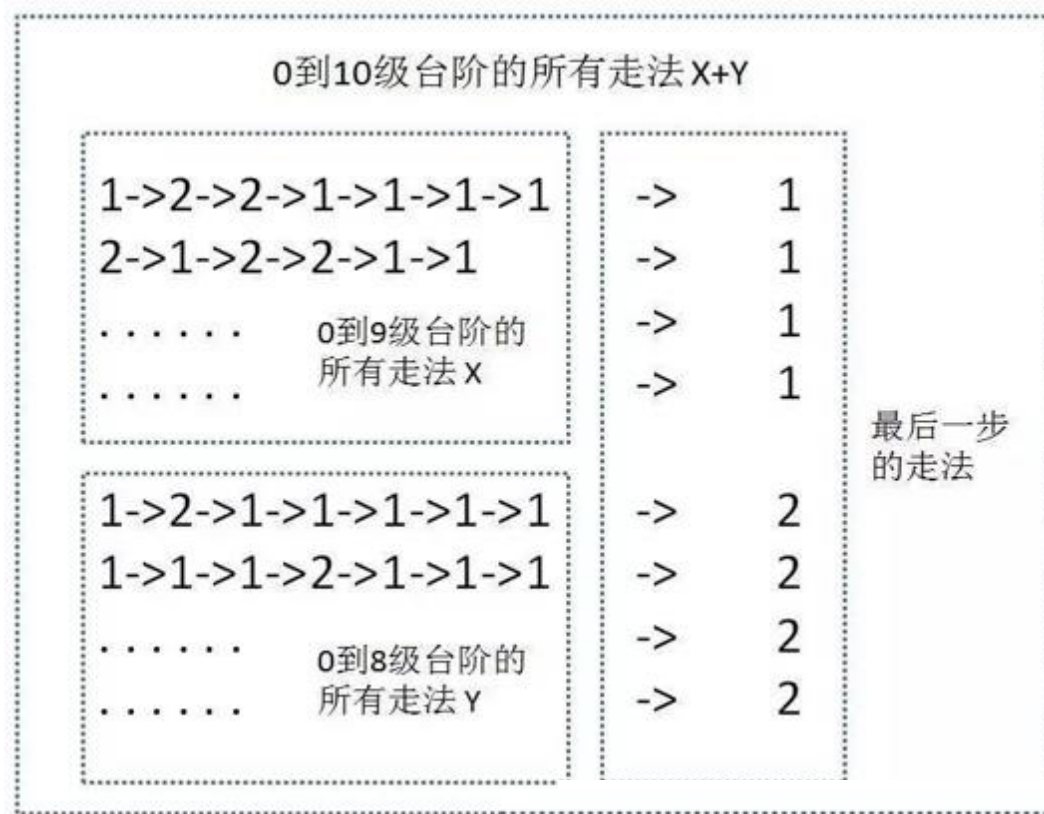 0到10级台阶的所有走法X+Y
1->2->2->1->1->1->1 -> 1
2->1->2->2->1->1 -> 1
. . . . . . 0到9级台阶的 -> 1
. . . . . . 所有走法X -> 1
最后一步
的走法
1->2->1->1->1->1->1 -> 2
1->1->1->2->1->1->1 -> 2
. . . . . . 0到8级台阶的 -> 2
. . . . . . 所有走法Y -> 2